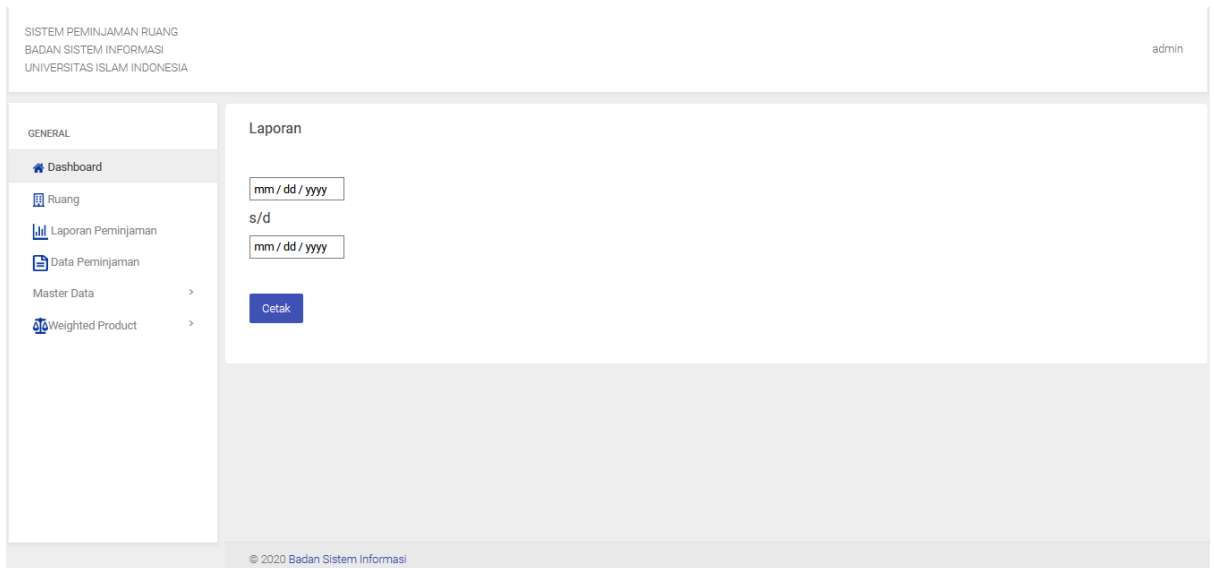 SISTEM PEMINJAMAN RUANG
BADAN SISTEM INFORMASI
UNIVERSITAS ISLAM INDONESIA
admin
GENERAL
Dashboard
Ruang
Laporan Peminjaman
Data Peminjaman
Master Data
Weighted Product
Laporan
mm / dd / yyyy
s/d
mm / dd / yyyy
Cetak
© 2020 Badan Sistem Informasi